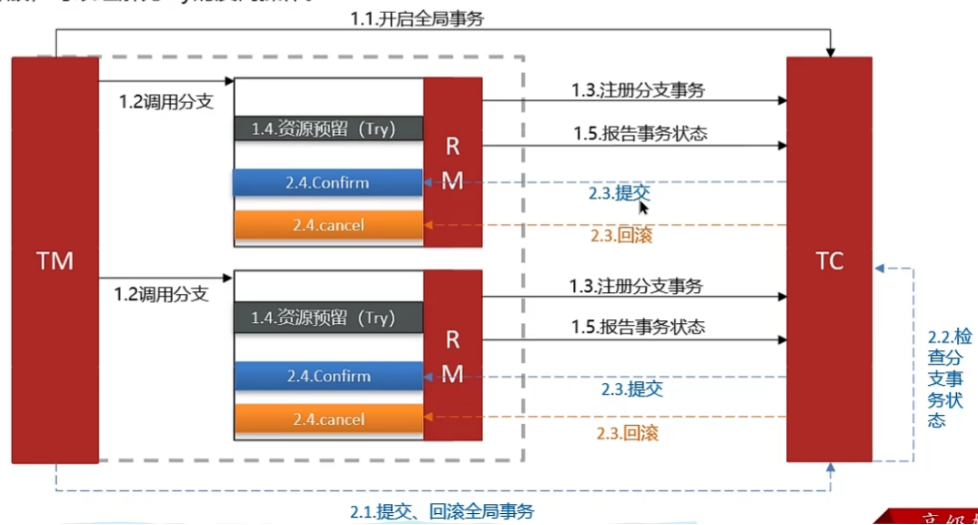 1.1.开启全局事务
TM
1.2调用分支
1.4.资源预留（Try）
2.4.Confirm
2.4.cancel
R
M
1.3.注册分支事务
1.5.报告事务状态
2.3.提交
2.3.回滚
1.2调用分支
1.4.资源预留（Try）
2.4.Confirm
2.4.cancel
R
M
1.3.注册分支事务
1.5.报告事务状态
2.3.提交
2.3.回滚
TC
2.2.检
查分
支事
务状
态
2.1.提交、回滚全局事务